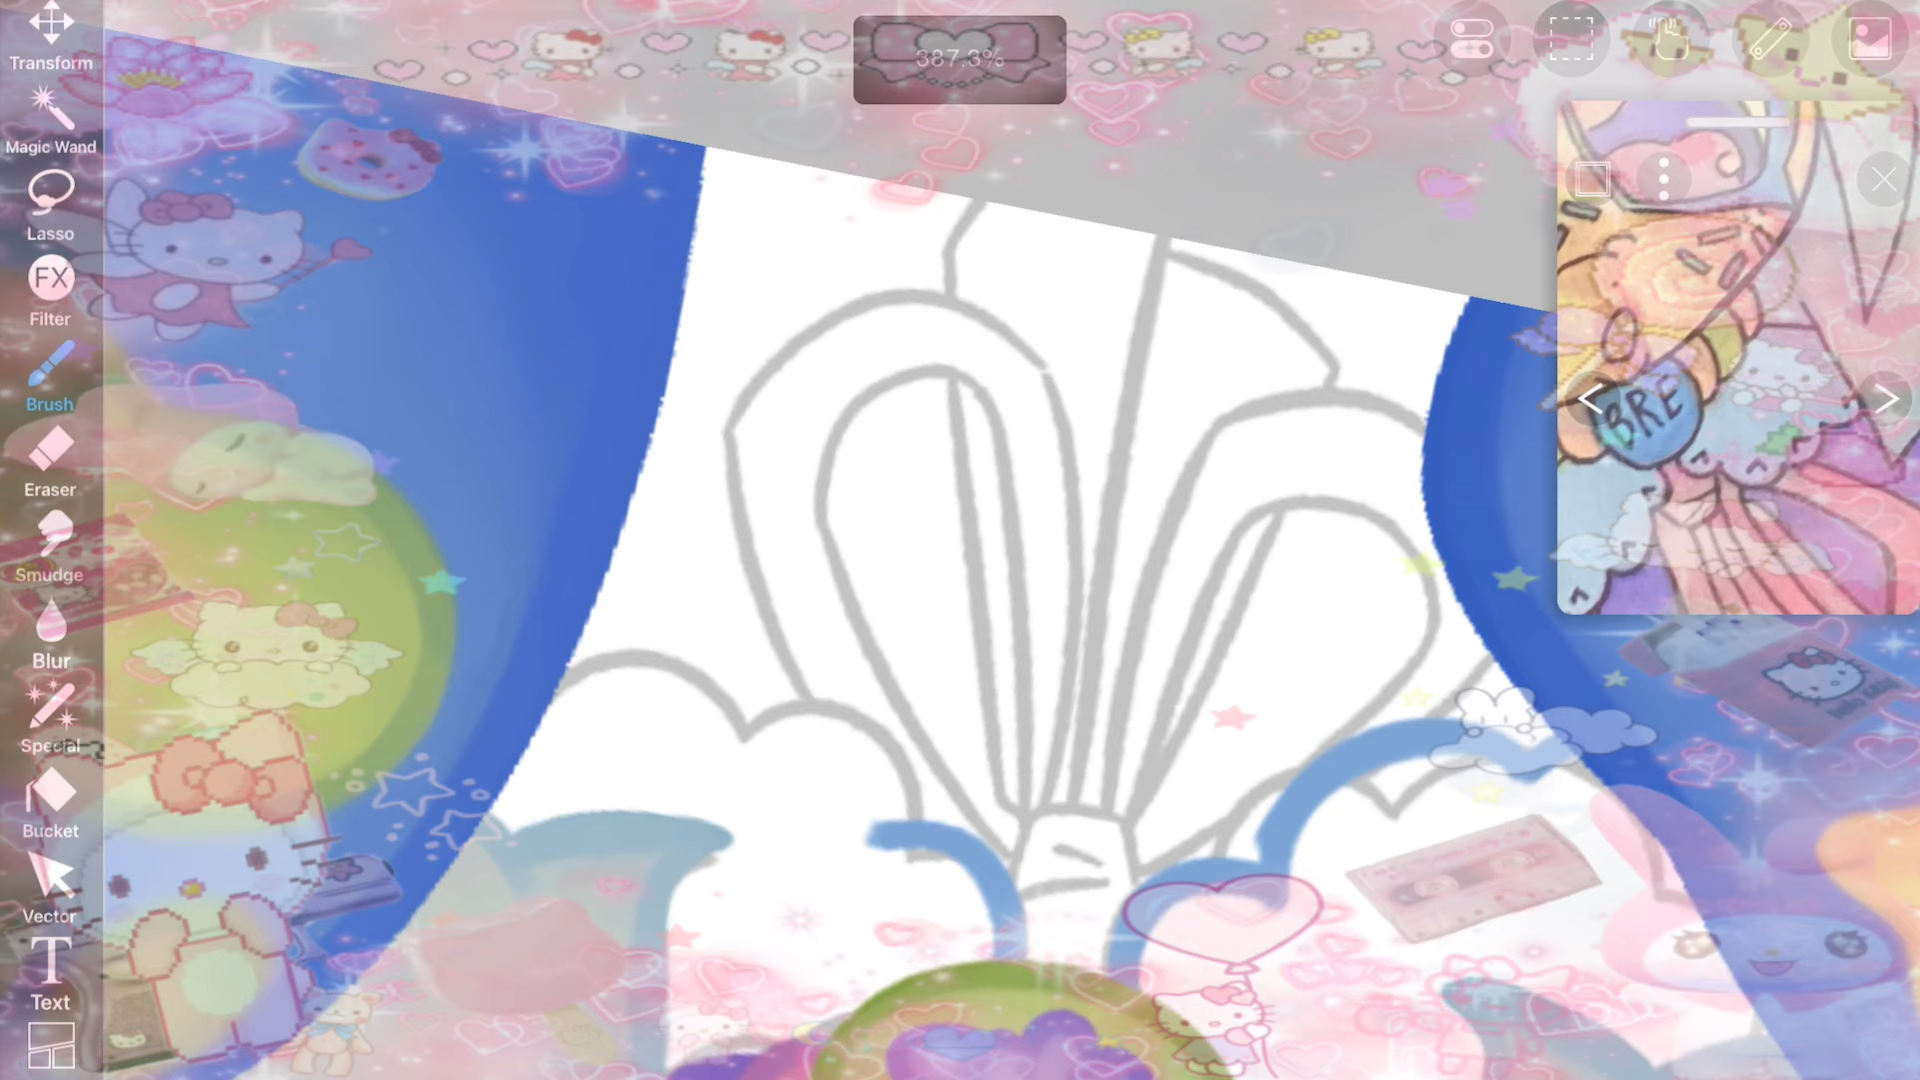 Transform
387.3%
Magic Wand
Lasso
FX
Filter
Brush
BRE
Eraser
Smudge
Blur
Special
Bucket
Vector
T
Text